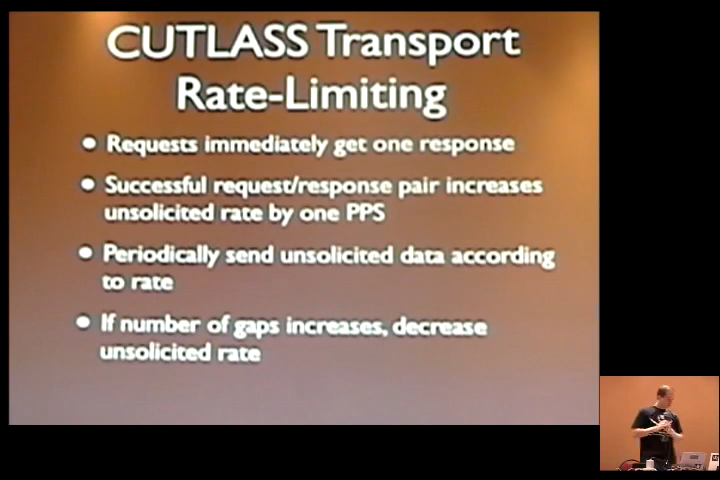 CUTLASS Transport
Rate-Limiting
Requests immediately get one response
Successful request/response pair increases
unsolicited rate by one PPS
Periodically send unsolicited data according
to rate
If number of gaps increases, decrease
unsolicited rate